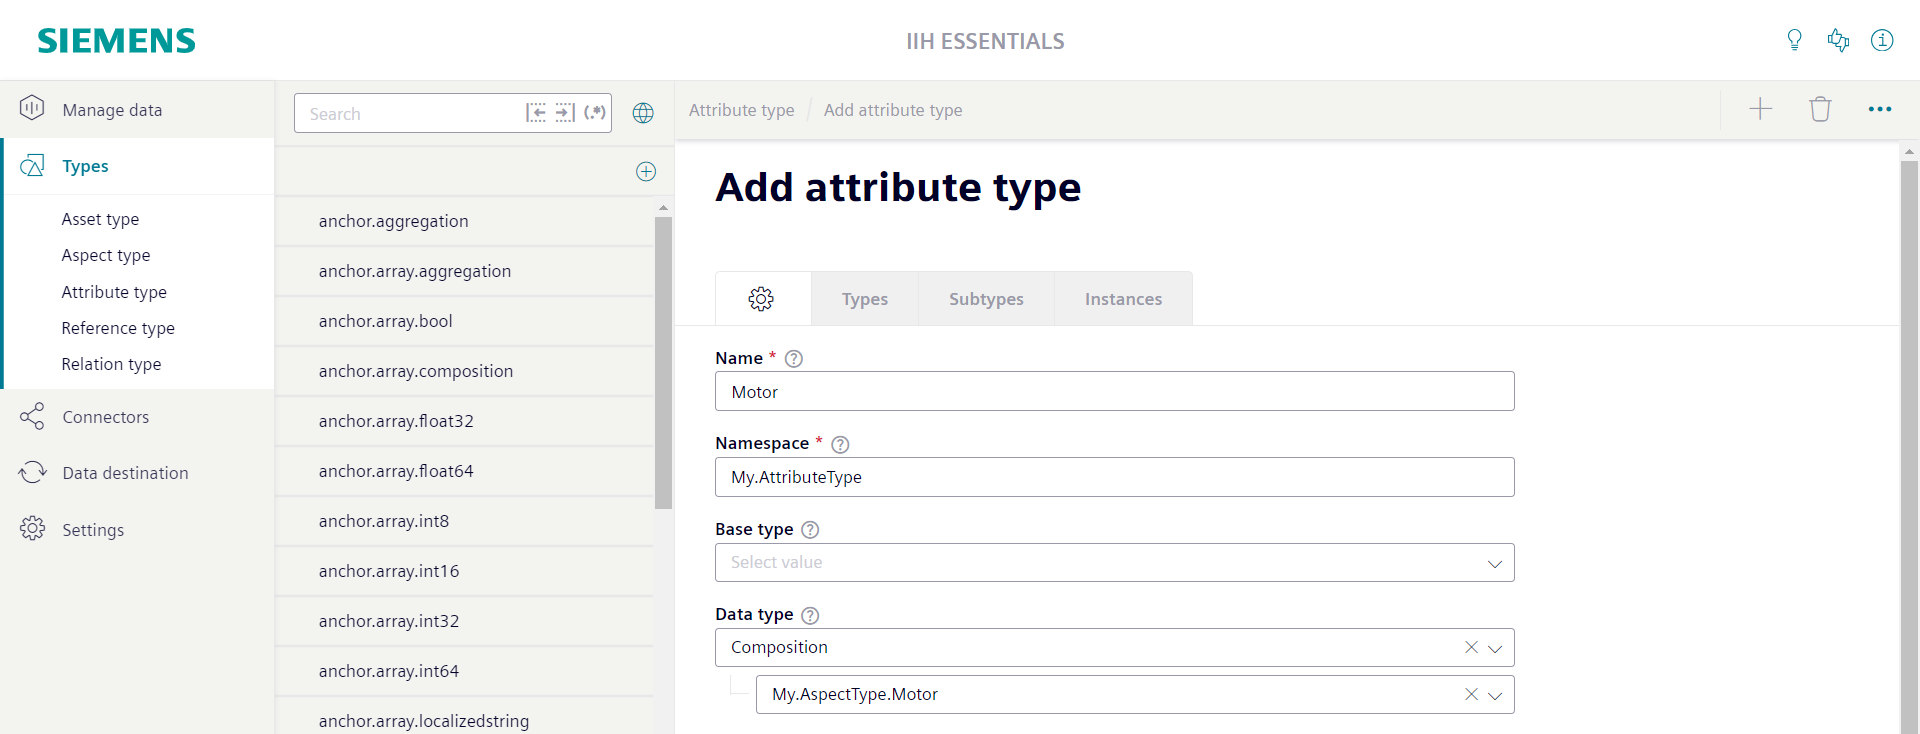 SIEMENS
IIH ESSENTIALS
Manage data
Types
Asset type
Aspect type
Attribute type
Reference type
Relation type
Connectors
Data destination
Settings
Search
(.*)
anchor.aggregation
anchor.array.aggregation
anchor.array.bool
anchor.array.composition
anchor.array.float32
anchor.array.float64
anchor.array.int8
anchor.array.int16
anchor.array.int32
anchor.array.int64
anchor.array.localizedstring
Attribute type / Add attribute type
Add attribute type
Types Subtypes Instances
Name *
Motor
Namespace *
My.AttributeType
Base type
Select value
Data type
Composition
My.AspectType.Motor